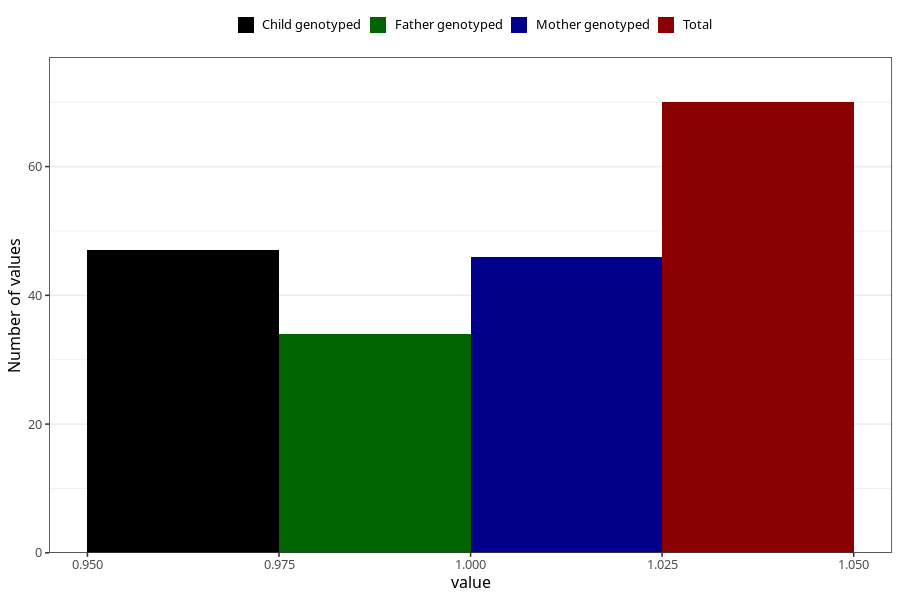 Child genotyped Father genotyped Mother genotyped Total
Number of values
60
40
20
0
0.950 0.975 1.000 1.025 1.050
value